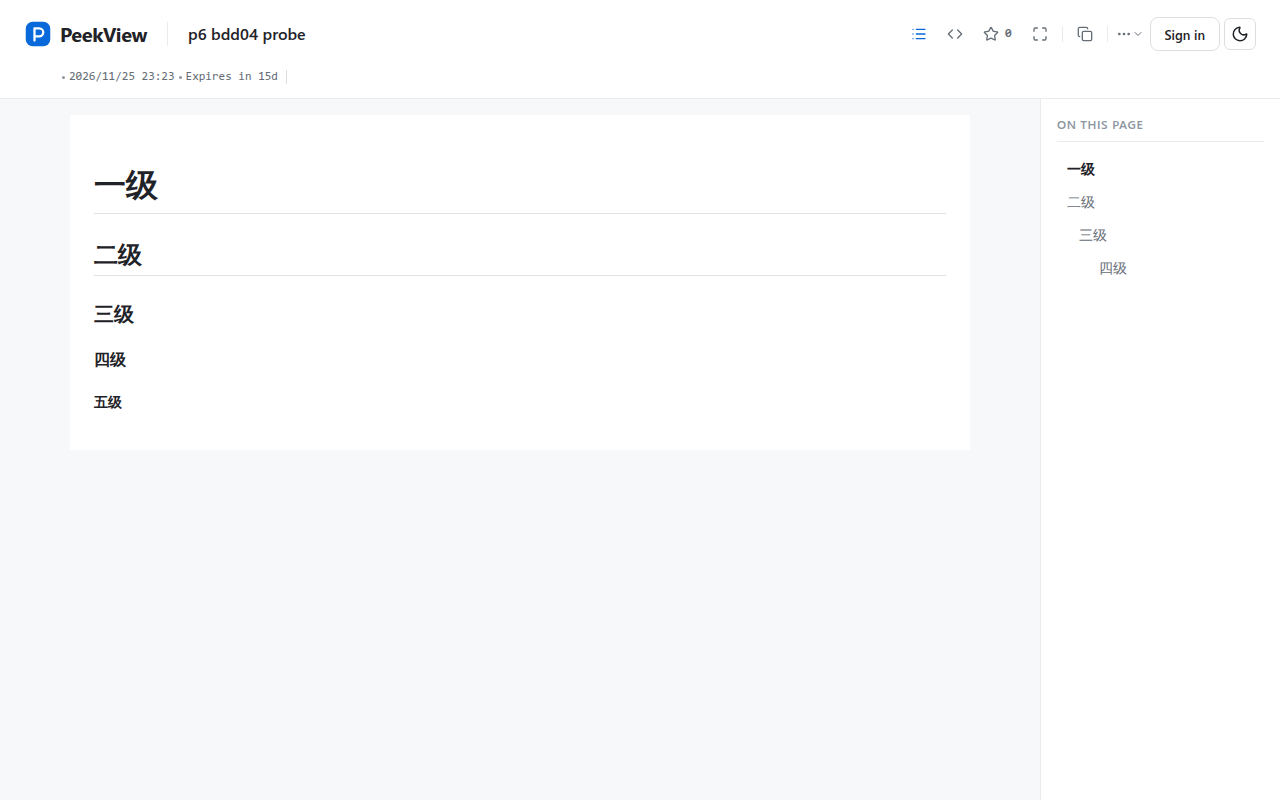 PeekView
p6 bdd04 probe
0
Sign in
• 2026/11/25 23:23 • Expires in 15d
一级
二级
三级
四级
五级
ON THIS PAGE
一级
二级
三级
四级